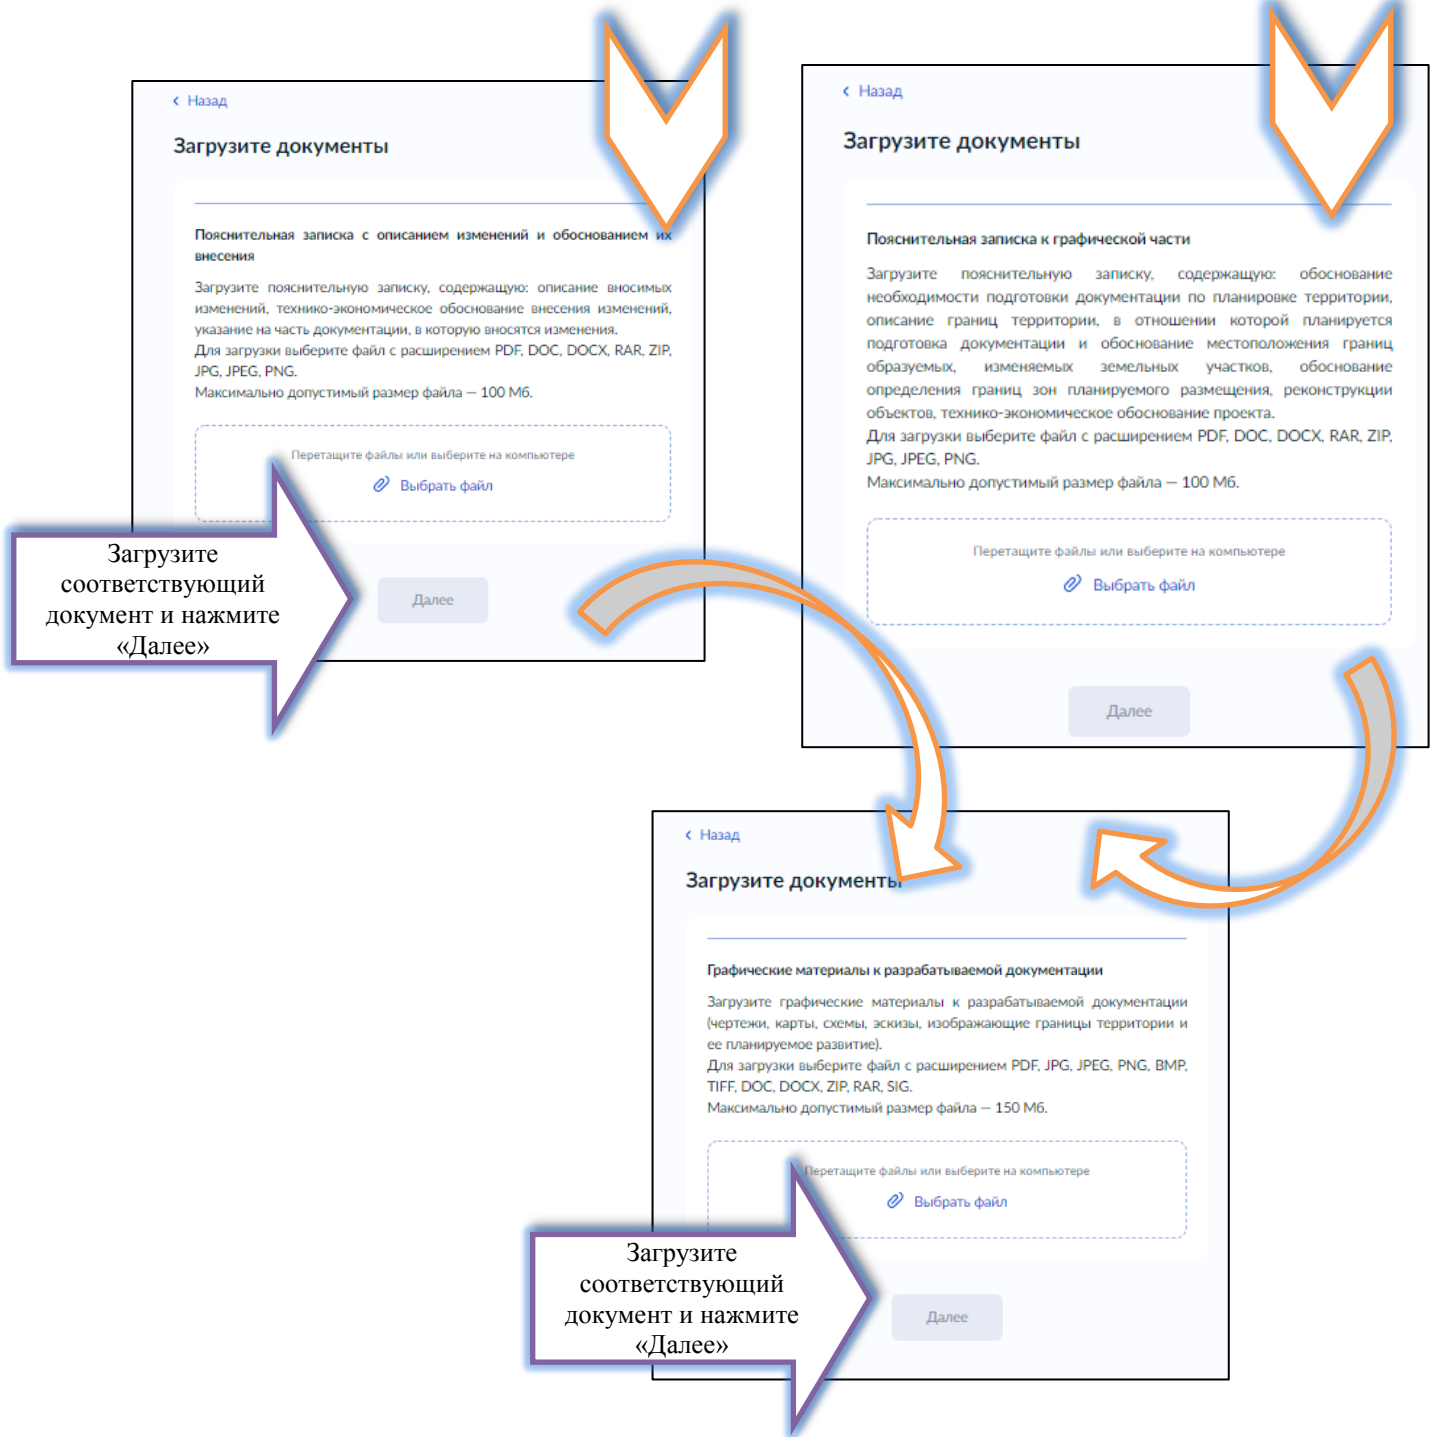 Назад
Загрузите документы
Пояснительная записка с описанием изменений и обоснованием их
внесения
Загрузите пояснительную записку, содержащую: описание вносимых
изменений, технико-экономическое обоснование внесения изменений,
указание на часть документации, в которую вносятся изменения.
Для загрузки выберите файл с расширением PDF, DOC, DOCX, RAR, ZIP,
JPG, JPEG, PNG.
Максимально допустимый размер файла — 100 Мб.
Перетащите файлы или выберите на компьютере
Выбрать файл
Далее
Загрузите
соответствующий
документ и нажмите
«Далее»
Назад
Загрузите документы
Пояснительная записка к графической части
Загрузите пояснительную записку, содержащую: обоснование
необходимости подготовки документации по планировке территории,
описание границ территории, в отношении которой планируется
подготовка документации и обоснование местоположения границ
образуемых, изменяемых земельных участков, обоснование
определения границ зон планируемого размещения, реконструкции
объектов, технико-экономическое обоснование проекта.
Для загрузки выберите файл с расширением PDF, DOC, DOCX, RAR, ZIP,
JPG, JPEG, PNG.
Максимально допустимый размер файла — 100 Мб.
Перетащите файлы или выберите на компьютере
Выбрать файл
Далее
Назад
Загрузите документы
Графические материалы к разрабатываемой документации
Загрузите графические материалы к разрабатываемой документации
(чертежи, карты, схемы, эскизы, изображающие границы территории и
ее планируемое развитие).
Для загрузки выберите файл с расширением PDF, JPG, JPEG, PNG, BMP,
TIFF, DOC, DOCX, ZIP, RAR, SIG.
Максимально допустимый размер файла — 150 Мб.
Перетащите файлы или выберите на компьютере
Выбрать файл
Далее
Загрузите
соответствующий
документ и нажмите
«Далее»